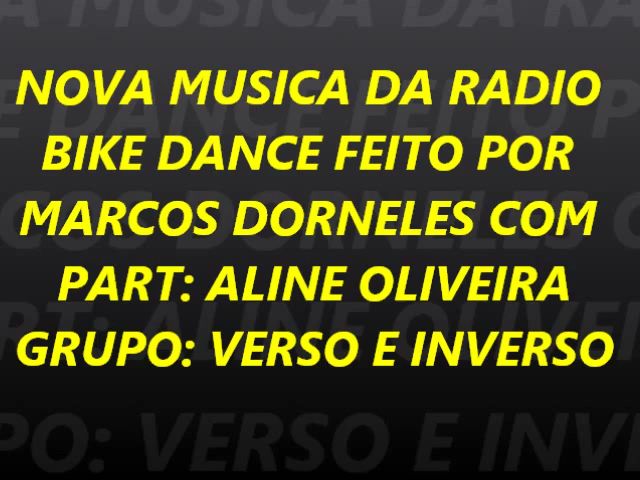 NOVA MUSICA DA RADIO
BIKE DANCE FEITO POR
MARCOS DORNELES COM
PART: ALINE OLIVEIRA
GRUPO: VERSO E INVERSO